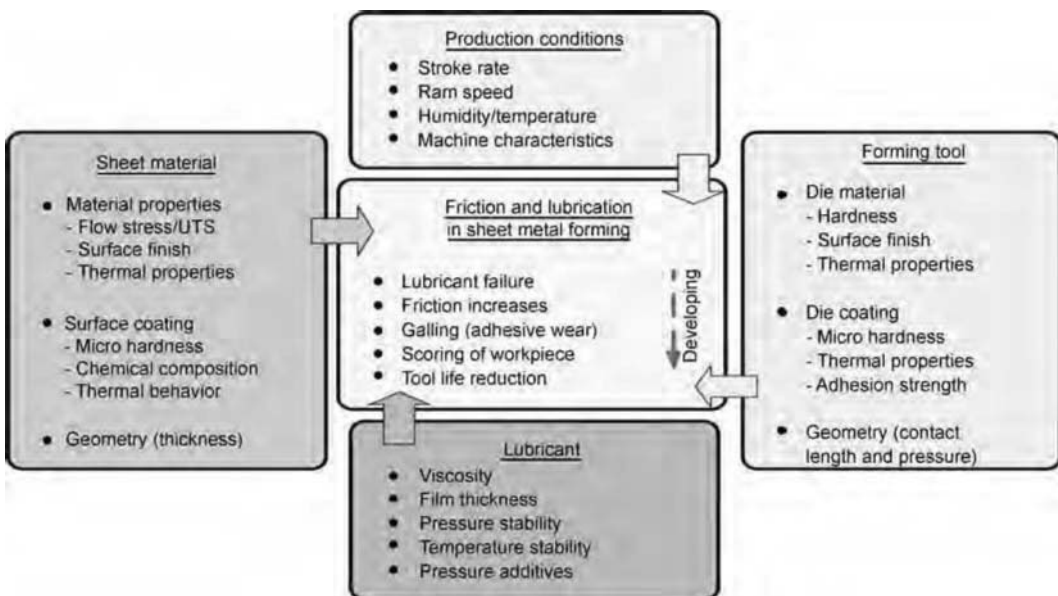 Production conditions
• Stroke rate
• Ram speed
• Humidity/temperature
• Machine characteristics
Sheet material
• Material properties
- Flow stress/UTS
- Surface finish
- Thermal properties
• Surface coating
- Micro hardness
- Chemical composition
- Thermal behavior
• Geometry (thickness)
Friction and lubrication
in sheet metal forming
• Lubricant failure
• Friction increases
• Galling (adhesive wear)
• Scoring of workpiece
• Tool life reduction
Developing
Forming tool
• Die material
- Hardness
- Surface finish
- Thermal properties
• Die coating
- Micro hardness
- Thermal properties
- Adhesion strength
• Geometry (contact
length and pressure)
Lubricant
• Viscosity
• Film thickness
• Pressure stability
• Temperature stability
• Pressure additives